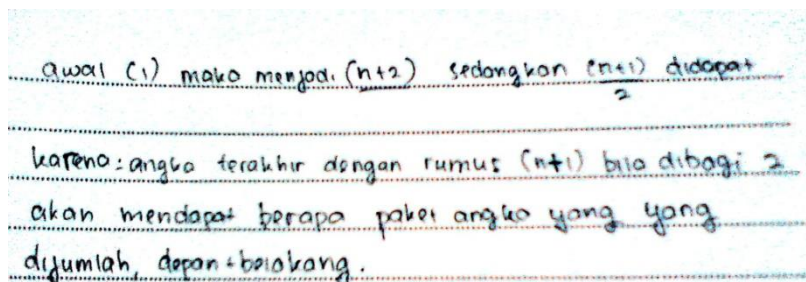 awal (1) maka menjadi (n+2) sedangkan (n+1)/2 didapat
karena : angka terakhir dengan rumus (n+1) bila dibagi 2
akan mendapat berapa paket angka yang yang
dijumlah, depan + belakang.